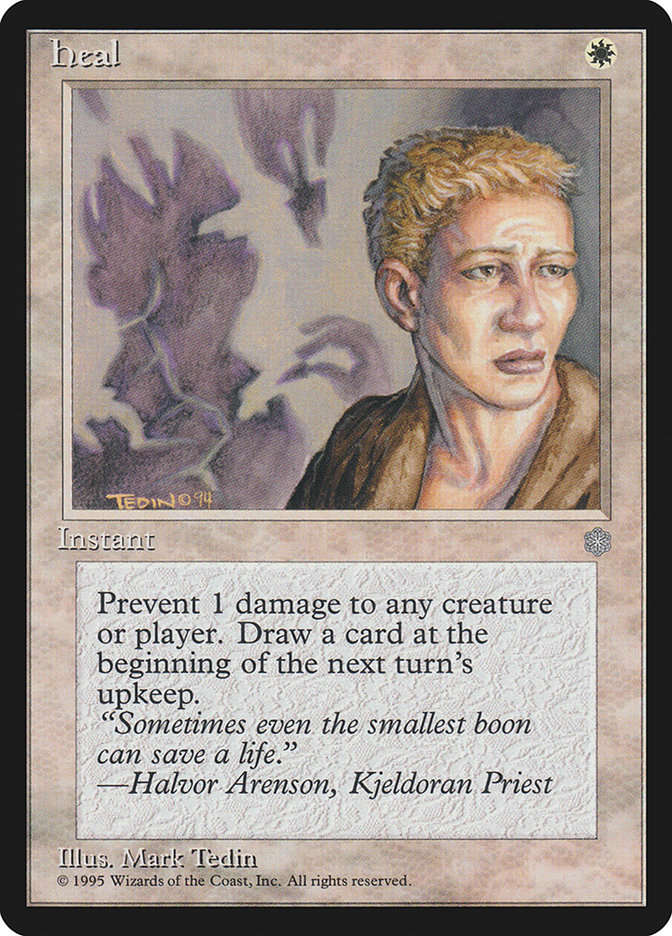 Heal
TEDIN©94
Instant
Prevent 1 damage to any creature
or player. Draw a card at the
beginning of the next turn's
upkeep.
“Sometimes even the smallest boon
can save a life.”
—Halvor Arenson, Kjeldoran Priest
Illus. Mark Tedin
© 1995 Wizards of the Coast, Inc. All rights reserved.